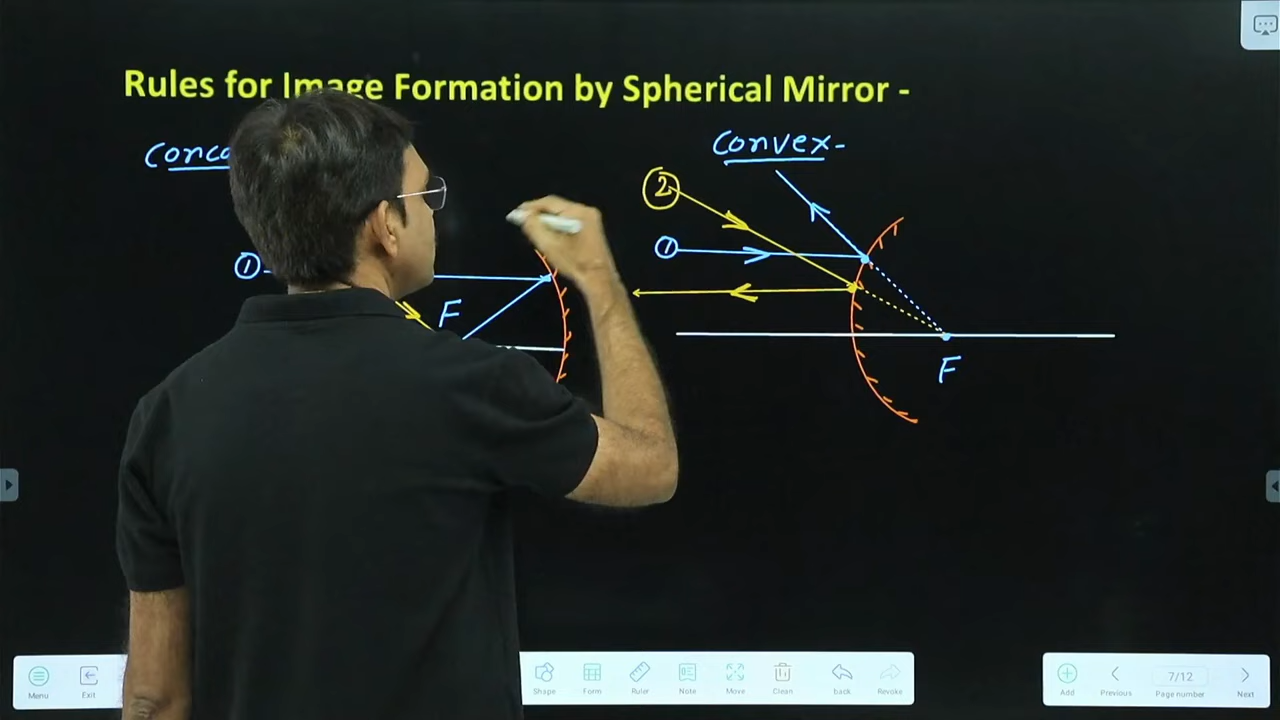 Rules for Image Formation by Spherical Mirror -
Convex-
2
1
1
F
F
Menu
Exit
Shape
Form
Ruler
Note
Move
Clean
back
Revoke
Add
Previous
7/12
Page number
Next